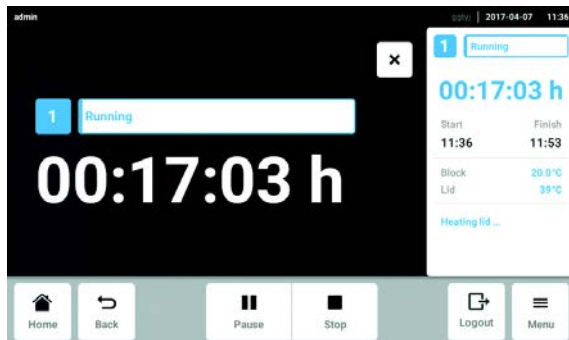 admin
2017-04-07 11:36
1 Running
00:17:03 h
1 Running
00:17:03 h
Start Finish
11:36 11:53
Block 20.0°C
Lid 39°C
Heating lid ...
Home
Back
Pause
Stop
Logout
Menu